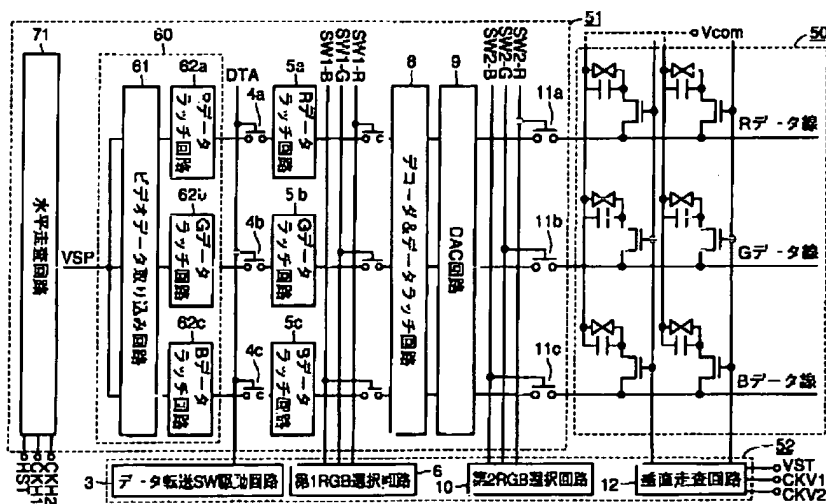 51
71
60
61
62a
DTA
5a
SW1-B
SW1-G
SW1-R
8
9
SW2-B
SW2-G
SW2-R
Vcom
50
4a
11a
水平走査回路
ビデオデータ取り込み回路
Rデータラッチ回路
Rデータラッチ回路
デコーダ&データラッチ回路
DAC回路
Rデータ線
62b
4b
5b
11b
VSP
Gデータラッチ回路
Gデータラッチ回路
Gデータ線
62c
4c
5c
11c
Bデータラッチ回路
Bデータラッチ回路
Bデータ線
HST
CKH1
CKH2
3
データ転送SW駆動回路
第1RGB選択回路
6
10
第2RGB選択回路
12
垂直走査回路
52
VST
CKV1
CKV2